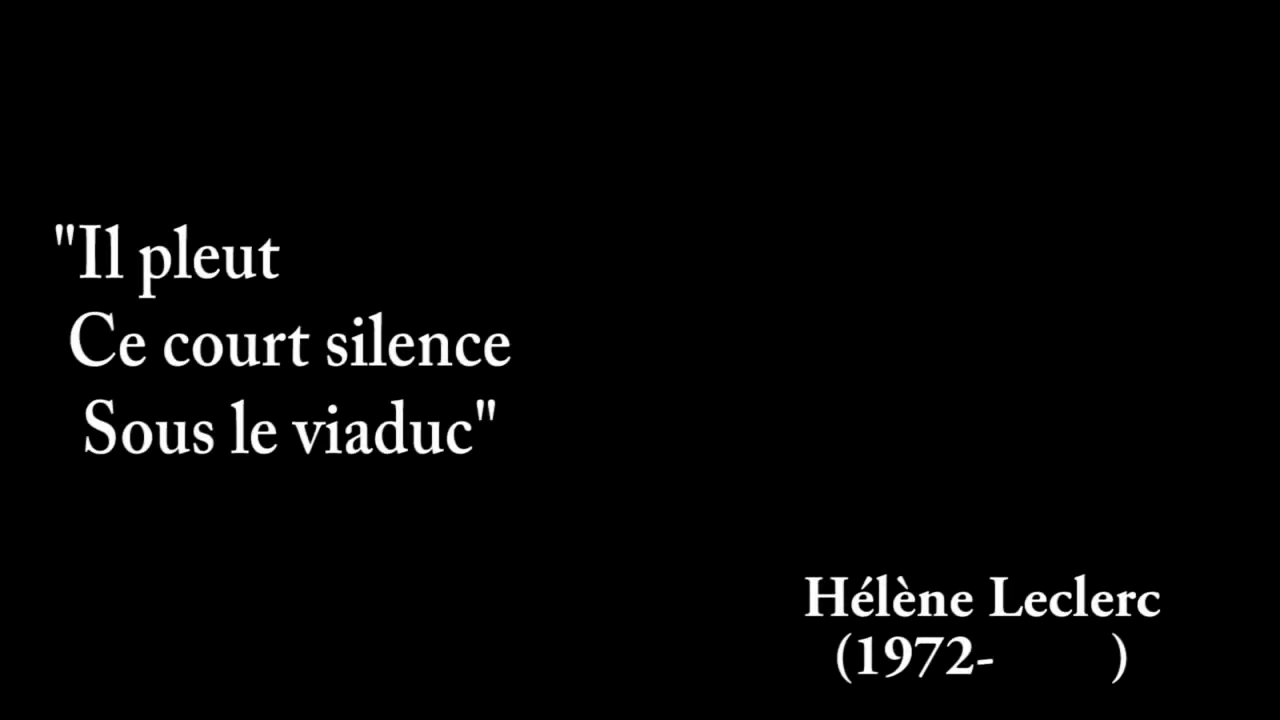 "Il pleut
Ce court silence
Sous le viaduc"
Hélène Leclerc
(1972- )